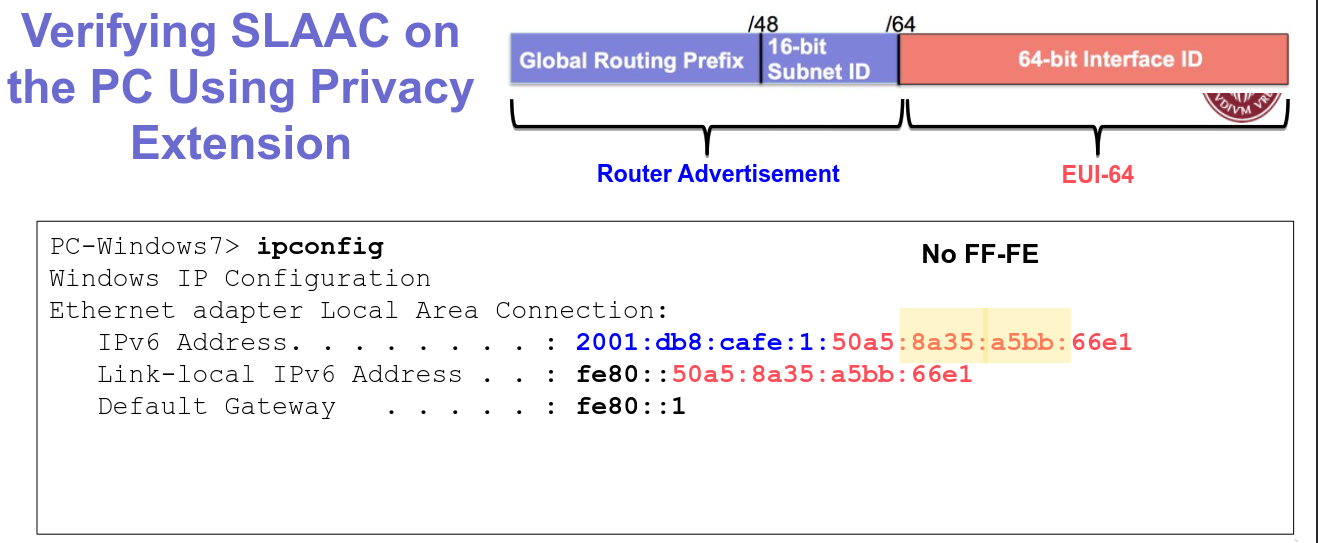 Verifying SLAAC on
the PC Using Privacy
Extension
/48
/64
Global Routing Prefix
16-bit
Subnet ID
64-bit Interface ID
Router Advertisement
EUI-64
No FF-FE
PC-Windows7> ipconfig
Windows IP Configuration
Ethernet adapter Local Area Connection:
IPv6 Address. . . . . . . . : 2001:db8:cafe:1:50a5:8a35:a5bb:66e1
Link-local IPv6 Address . . : fe80::50a5:8a35:a5bb:66e1
Default Gateway . . . . . : fe80::1